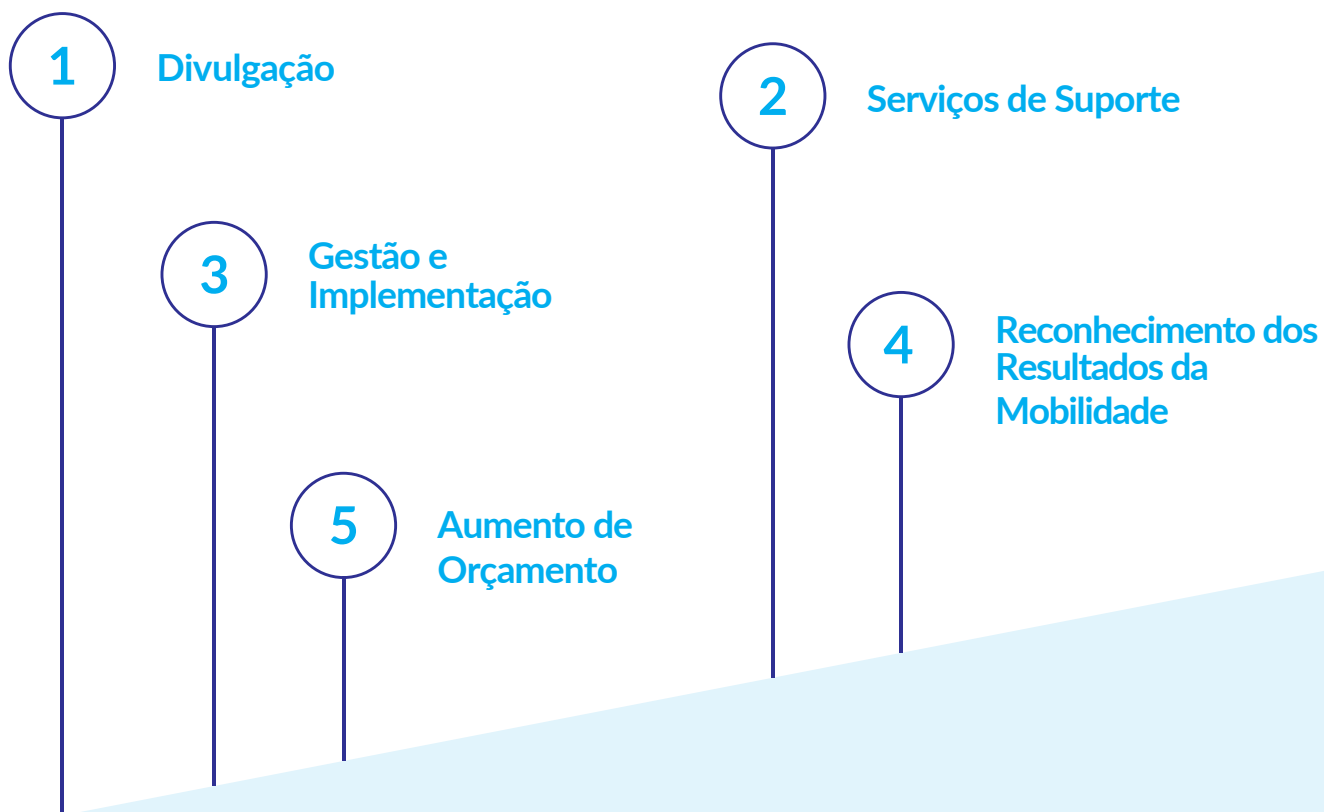 1
Divulgação
2
Serviços de Suporte
3
Gestão e
Implementação
4
Reconhecimento dos
Resultados da
Mobilidade
5
Aumento de
Orçamento